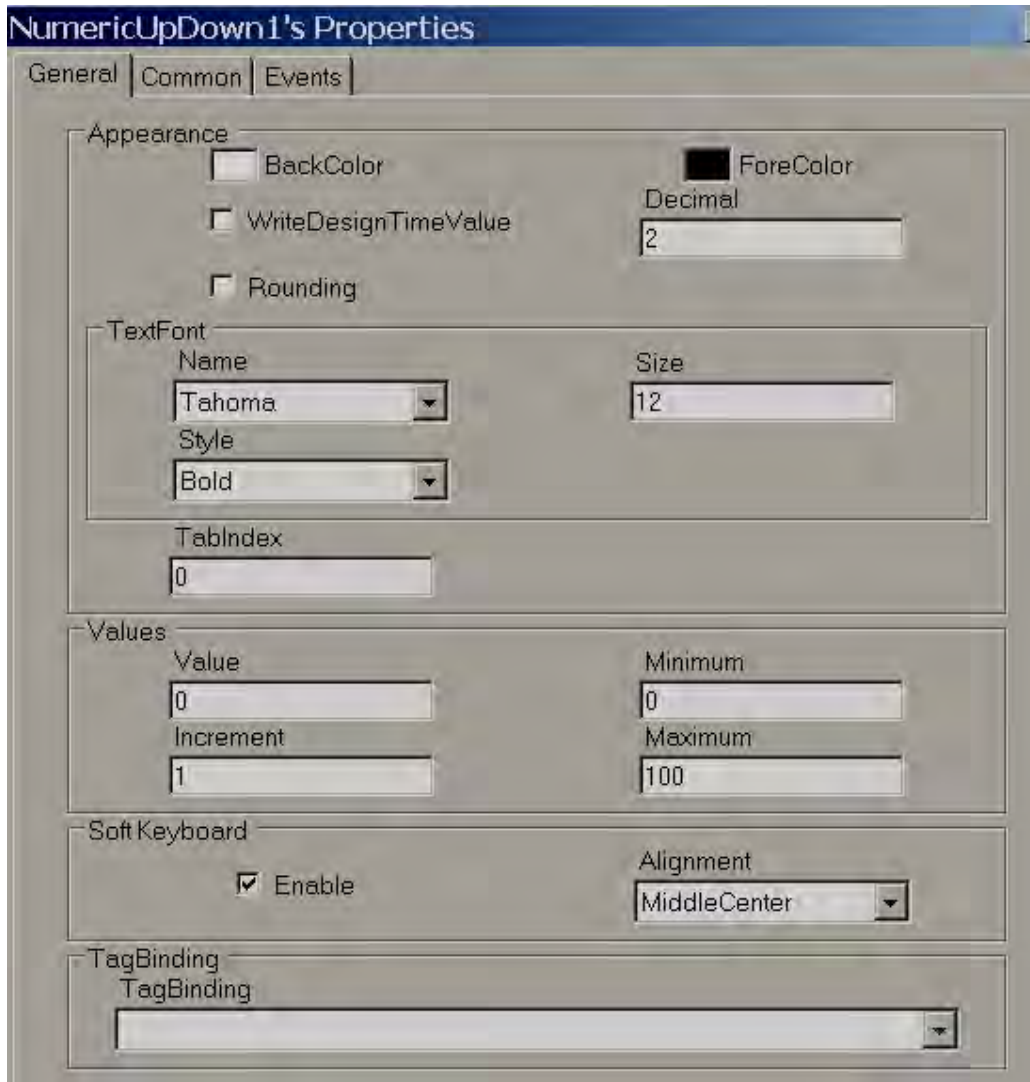 NumericUpDown1's Properties
General Common Events
Appearance
BackColor ForeColor
WriteDesignTimeValue Decimal
2
Rounding
TextFont
Name Size
Tahoma 12
Style
Bold
TabIndex
0
Values
Value Minimum
0 0
Increment Maximum
1 100
Soft Keyboard
Enable Alignment
MiddleCenter
TagBinding
TagBinding